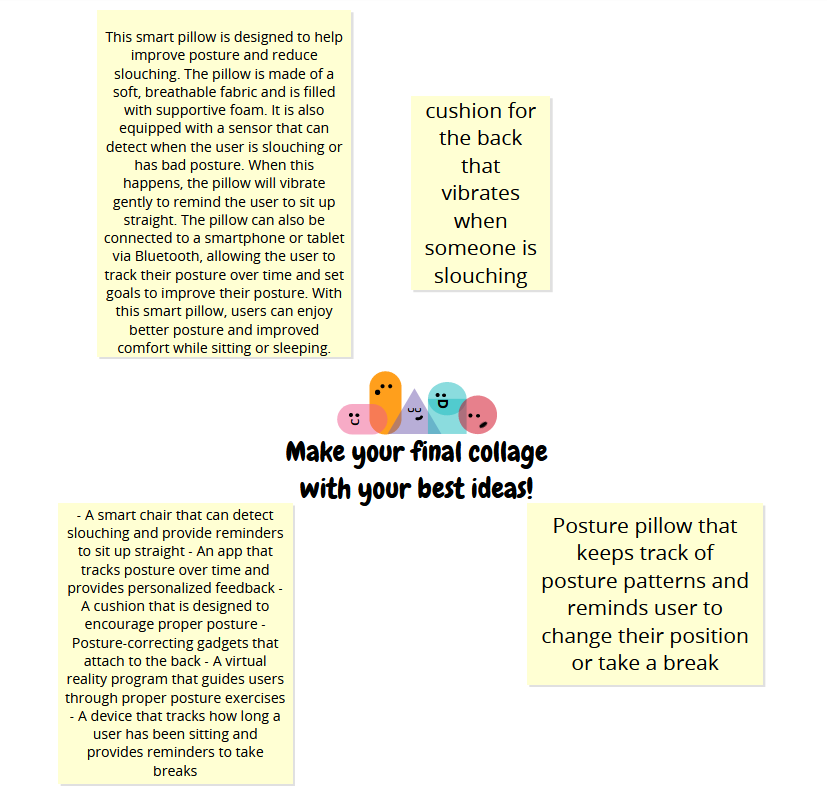 This smart pillow is designed to help
improve posture and reduce
slouching. The pillow is made of a
soft, breathable fabric and is filled
with supportive foam. It is also
equipped with a sensor that can
detect when the user is slouching or
has bad posture. When this
happens, the pillow will vibrate
gently to remind the user to sit up
straight. The pillow can also be
connected to a smartphone or tablet
via Bluetooth, allowing the user to
track their posture over time and set
goals to improve their posture. With
this smart pillow, users can enjoy
better posture and improved
comfort while sitting or sleeping.
cushion for
the back
that
vibrates
when
someone is
slouching
Make your final collage
with your best ideas!
- A smart chair that can detect
slouching and provide reminders
to sit up straight - An app that
tracks posture over time and
provides personalized feedback -
A cushion that is designed to
encourage proper posture -
Posture-correcting gadgets that
attach to the back - A virtual
reality program that guides users
through proper posture exercises
- A device that tracks how long a
user has been sitting and
provides reminders to take
breaks
Posture pillow that
keeps track of
posture patterns and
reminds user to
change their position
or take a break